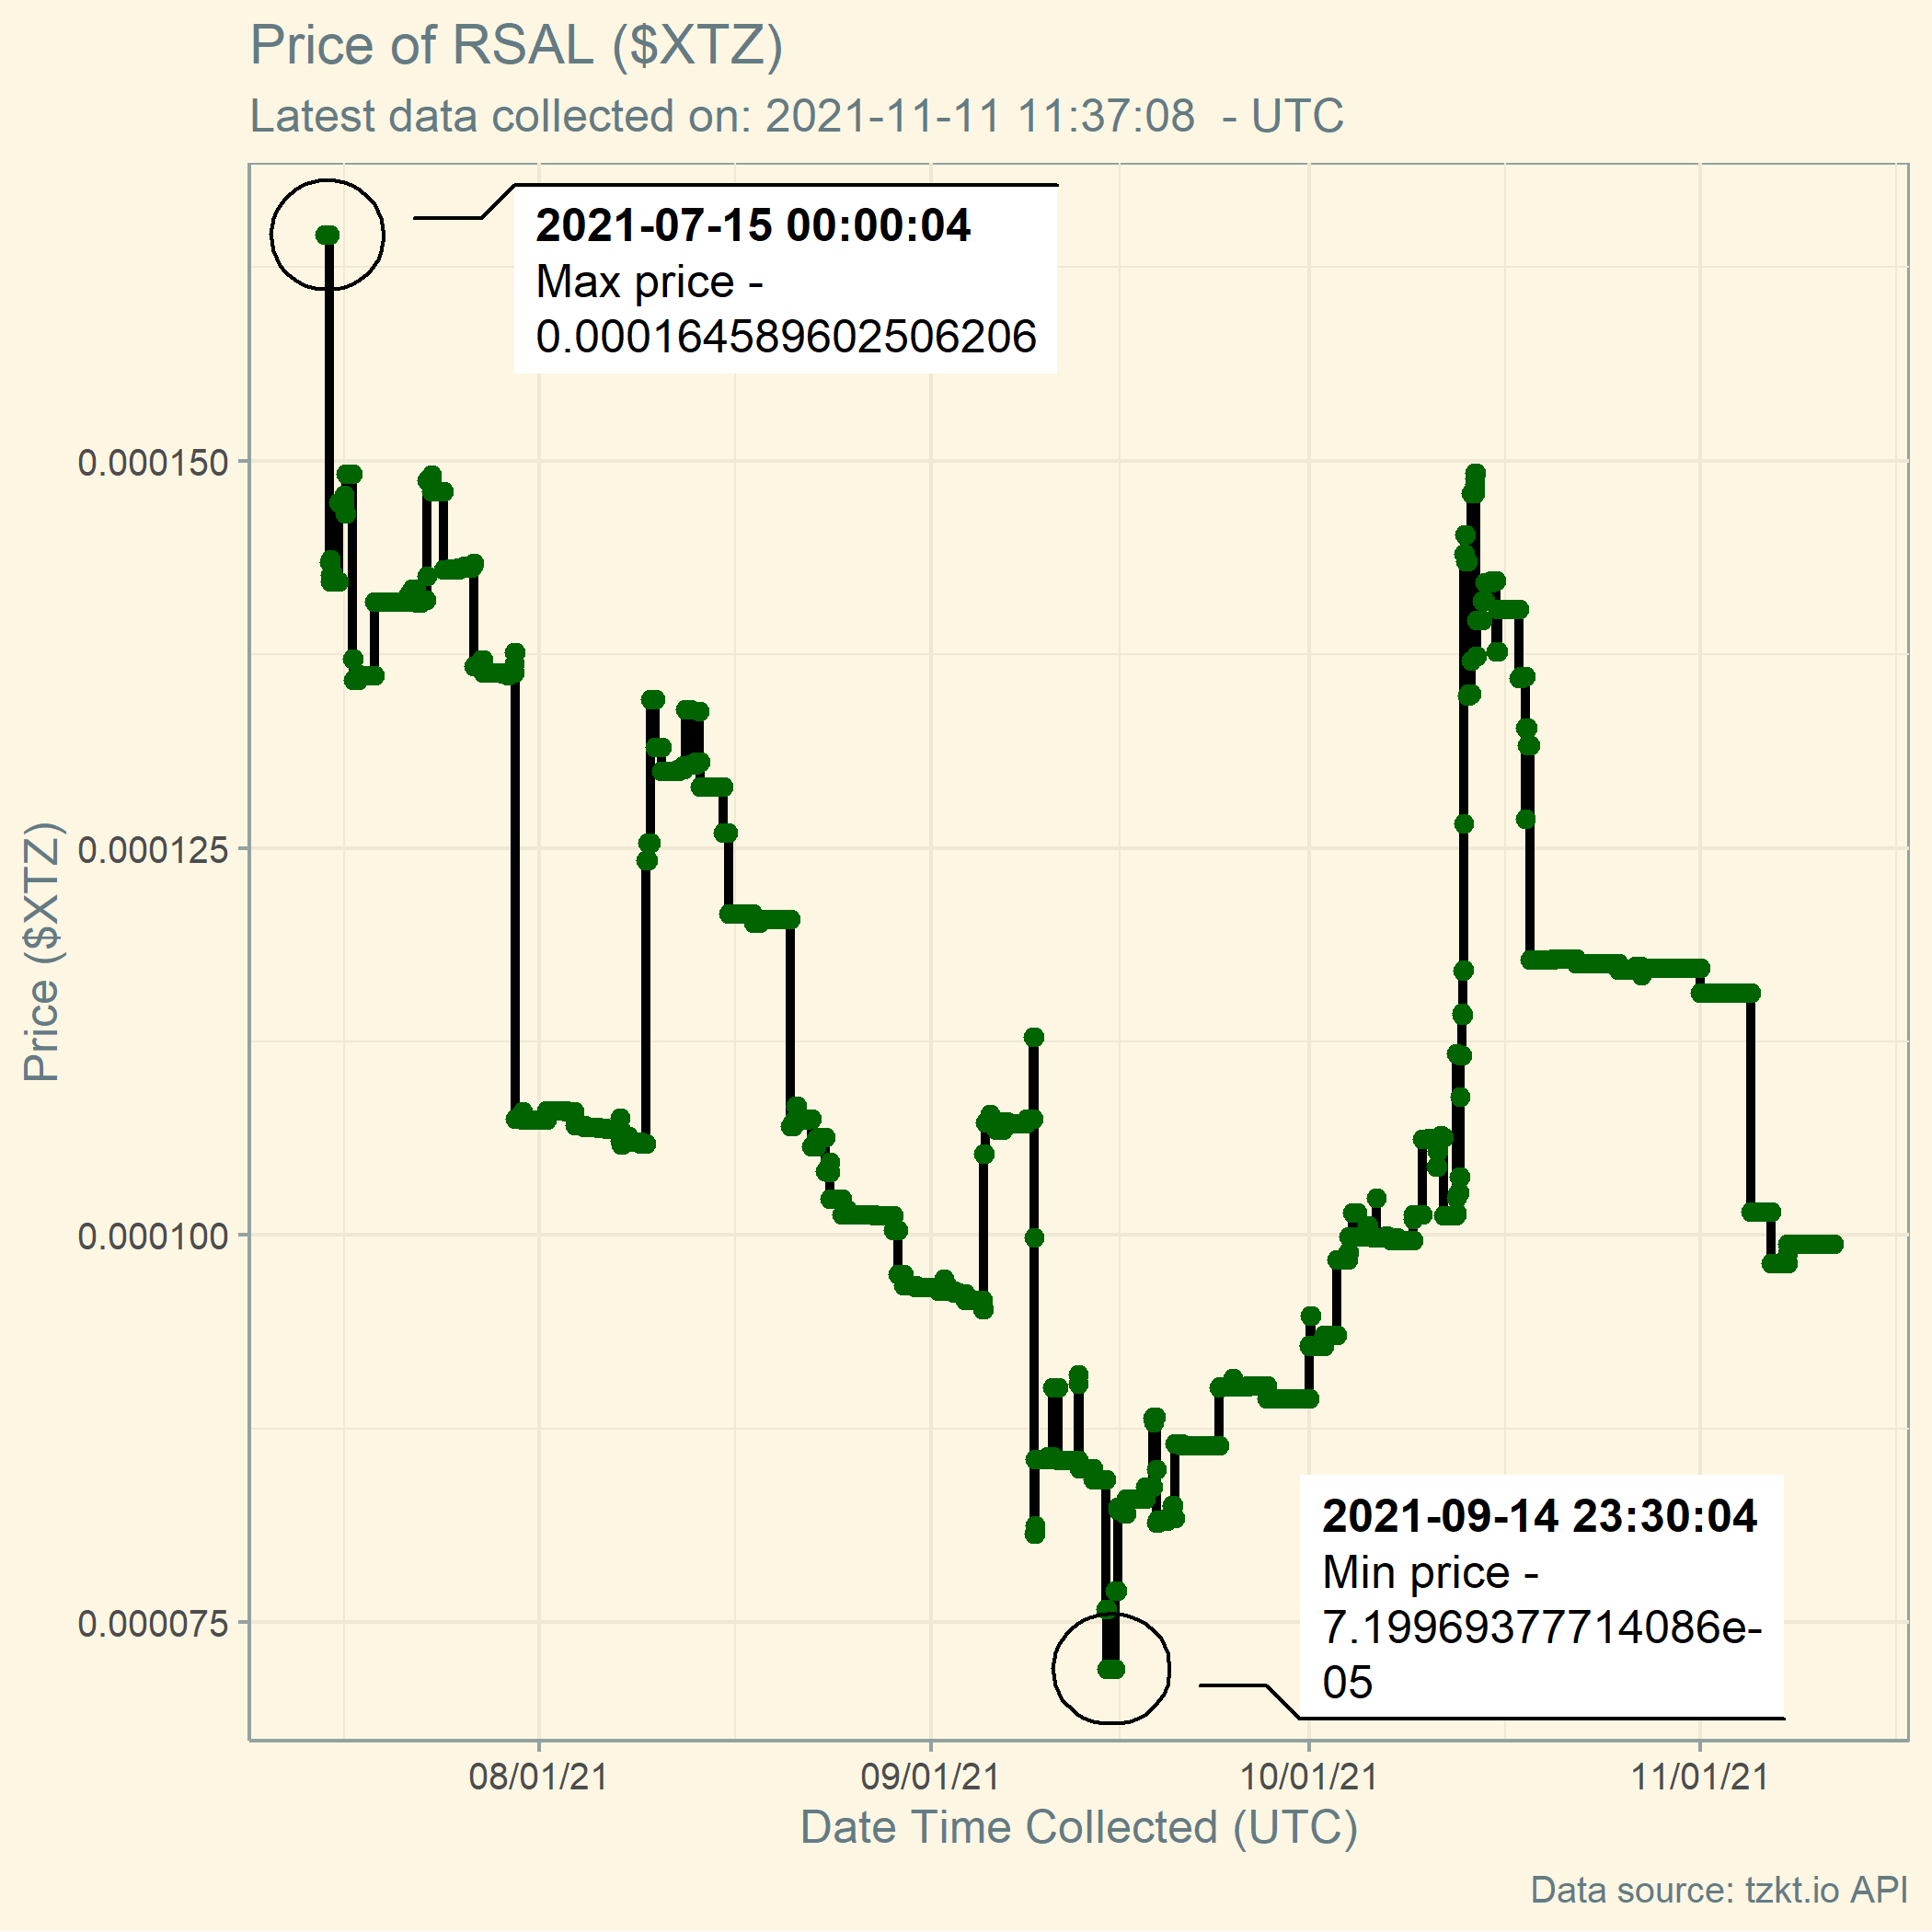 Price of RSAL ($XTZ)
Latest data collected on: 2021-11-11 11:37:08  - UTC
2021-07-15 00:00:04
Max price -
0.000164589602506206
0.000150
0.000125
0.000100
0.000075
Price ($XTZ)
2021-09-14 23:30:04
Min price -
7.19969377714086e-
05
08/01/21
09/01/21
10/01/21
11/01/21
Date Time Collected (UTC)
Data source: tzkt.io API